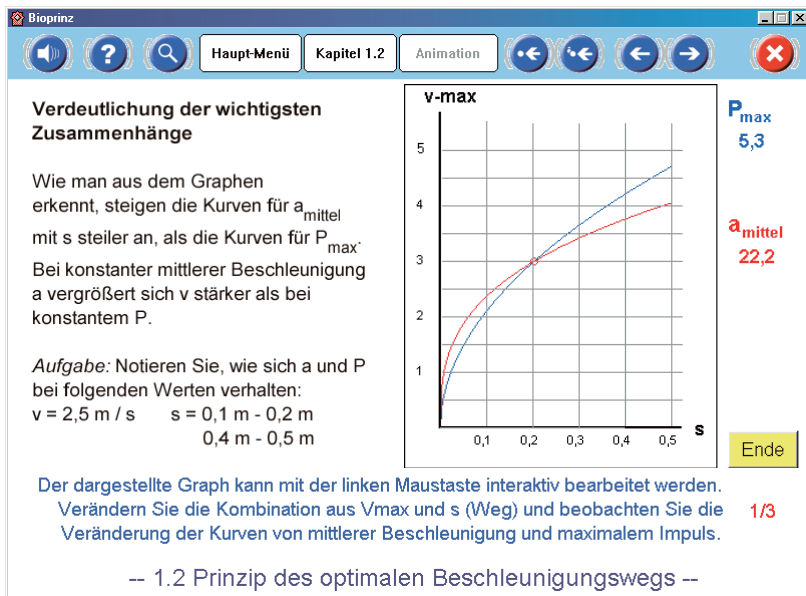 Bioprinz
Haupt-Menü
Kapitel 1.2
Animation
Verdeutlichung der wichtigsten
Zusammenhänge
Wie man aus dem Graphen
erkennt, steigen die Kurven für a mittel
mit s steiler an, als die Kurven für P max.
Bei konstanter mittlerer Beschleunigung
a vergrößert sich v stärker als bei
konstantem P.
Aufgabe: Notieren Sie, wie sich a und P
bei folgenden Werten verhalten:
v = 2,5 m / s s = 0,1 m - 0,2 m
0,4 m - 0,5 m
v-max
5
4
3
2
1
0,1 0,2 0,3 0,4 0,5 s
P max
5,3
a mittel
22,2
Ende
Der dargestellte Graph kann mit der linken Maustaste interaktiv bearbeitet werden.
Verändern Sie die Kombination aus Vmax und s (Weg) und beobachten Sie die
Veränderung der Kurven von mittlerer Beschleunigung und maximalem Impuls.
1/3
-- 1.2 Prinzip des optimalen Beschleunigungswegs --